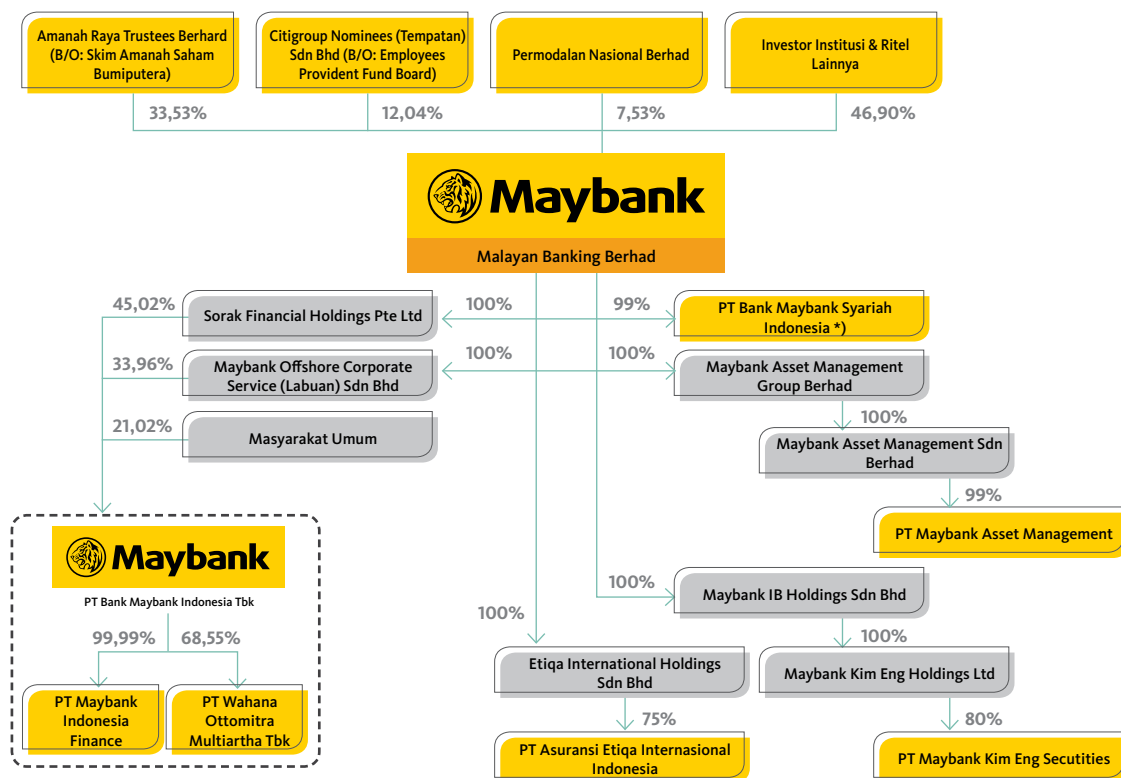 Amanah Raya Trustees Berhard
(B/O: Skim Amanah Saham
Bumiputera)
Citigroup Nominees (Tempatan)
Sdn Bhd (B/O: Employees
Provident Fund Board)
Permodalan Nasional Berhad
Investor Institusi & Ritel
Lainnya
33,53%
12,04%
7,53%
46,90%
Maybank
Malayan Banking Berhad
45,02%
Sorak Financial Holdings Pte Ltd
100%
99%
PT Bank Maybank Syariah
Indonesia *)
33,96%
Maybank Offshore Corporate
Service (Labuan) Sdn Bhd
100%
100%
Maybank Asset Management
Group Berhad
21,02%
Masyarakat Umum
100%
Maybank Asset Management Sdn
Berhad
99%
PT Maybank Asset Management
Maybank
PT Bank Maybank Indonesia Tbk
99,99%
68,55%
PT Maybank
Indonesia
Finance
PT Wahana
Ottomitra
Multiartha Tbk
100%
Maybank IB Holdings Sdn Bhd
100%
100%
Etiqa International Holdings
Sdn Bhd
Maybank Kim Eng Holdings Ltd
75%
80%
PT Asuransi Etiqa Internasional
Indonesia
PT Maybank Kim Eng Secutities